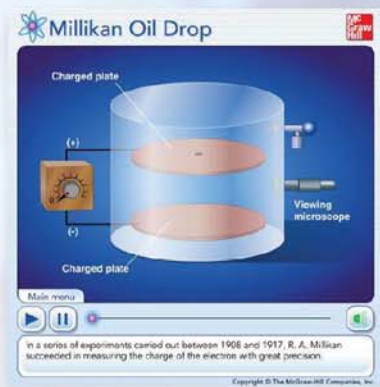 Millikan Oil Drop
Mc
Graw
Hill
Charged plate
(+)
(-)
Viewing
microscope
Charged plate
Main menu
In a series of experiments carried out between 1908 and 1917, R. A. Millikan
succeeded in measuring the charge of the electron with great precision.
Copyright © The McGraw-Hill Companies, Inc.